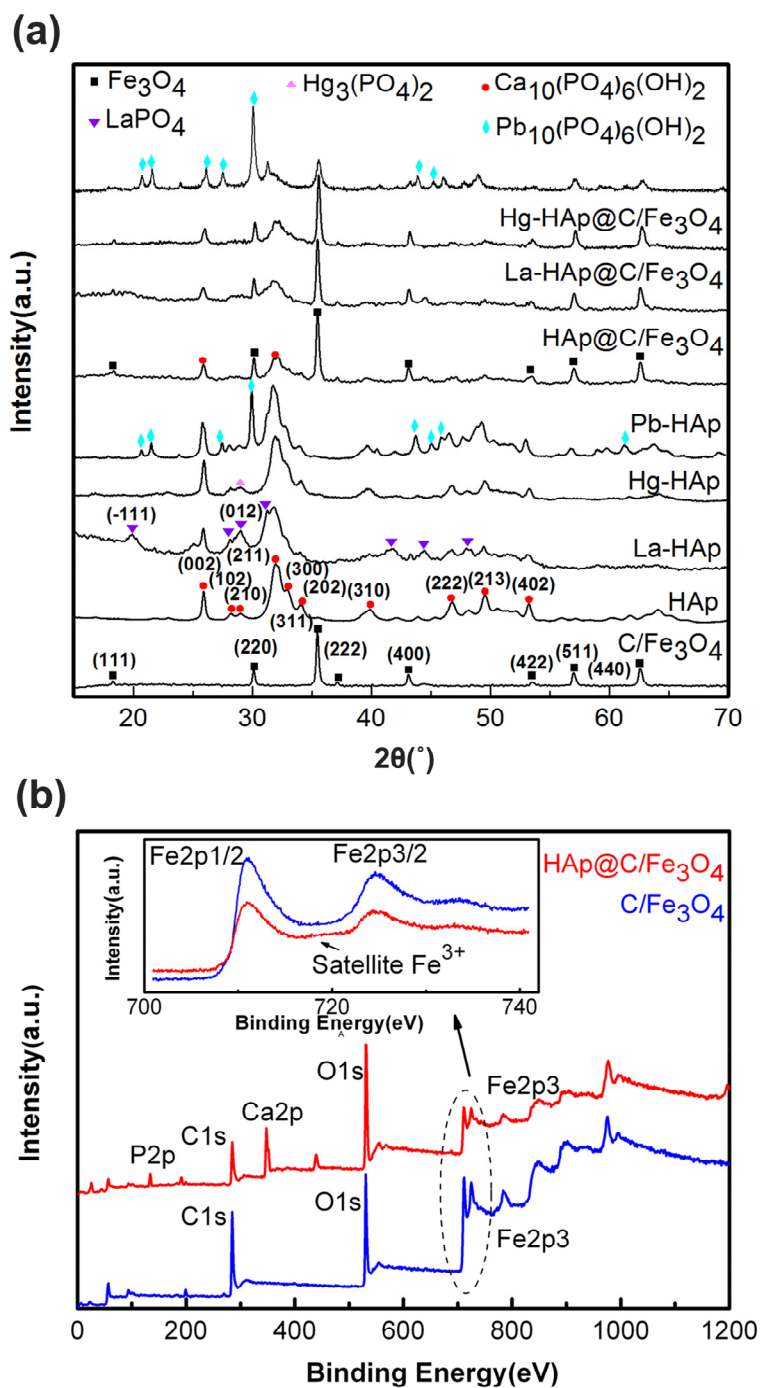 (a)
Fe3O4
Hg3(PO4)2
Ca10(PO4)6(OH)2
LaPO4
Pb10(PO4)6(OH)2
Hg-HAp@C/Fe3O4
La-HAp@C/Fe3O4
HAp@C/Fe3O4
Pb-HAp
Hg-HAp
(-111)
(012)
La-HAp
(002)
(211)
(300)
(102)
(210)
(202)
(310)
(222)
(213)
(402)
HAp
(311)
C/Fe3O4
(111)
(220)
(222)
(400)
(422)
(511)
(440)
Intensity(a.u.)
20 30 40 50 60 70
2θ(°)
(b)
Fe2p1/2
Fe2p3/2
HAp@C/Fe3O4
C/Fe3O4
Intensity(a.u.)
Satellite Fe3+
700 720 740
Binding Energy(eV)
O1s
Fe2p3
Ca2p
C1s
P2p
C1s
O1s
Fe2p3
Intensity(a.u.)
0 200 400 600 800 1000 1200
Binding Energy(eV)